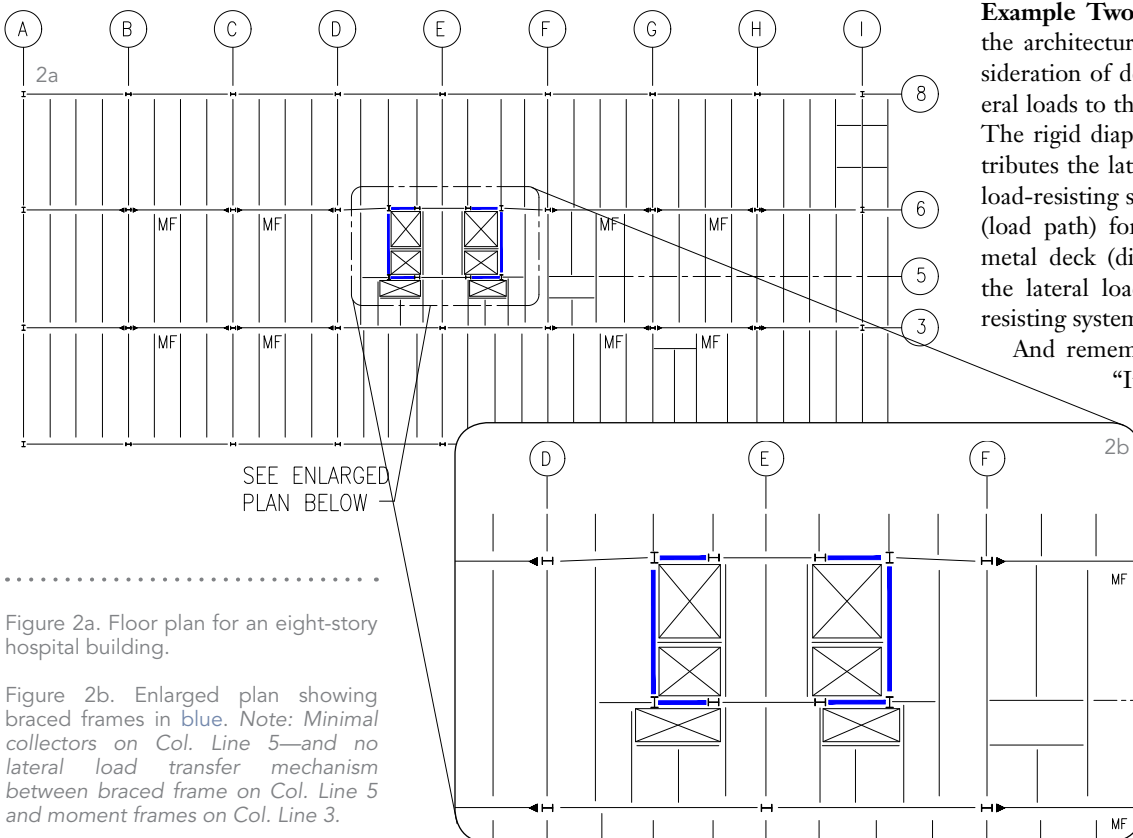 A B C D E F G H I
2a
8
6
MF MF MF MF
5
3
MF MF MF MF
SEE ENLARGED
PLAN BELOW
Example Two
the architectur
sideration of d
eral loads to th
The rigid diap
tributes the lat
load-resisting s
(load path) for
metal deck (di
the lateral loa
resisting system
And remem
“I
2b
D E F
MF
MF
Figure 2a. Floor plan for an eight-story
hospital building.
Figure 2b. Enlarged plan showing
braced frames in blue. Note: Minimal
collectors on Col. Line 5—and no
lateral load transfer mechanism
between braced frame on Col. Line 5
and moment frames on Col. Line 3.